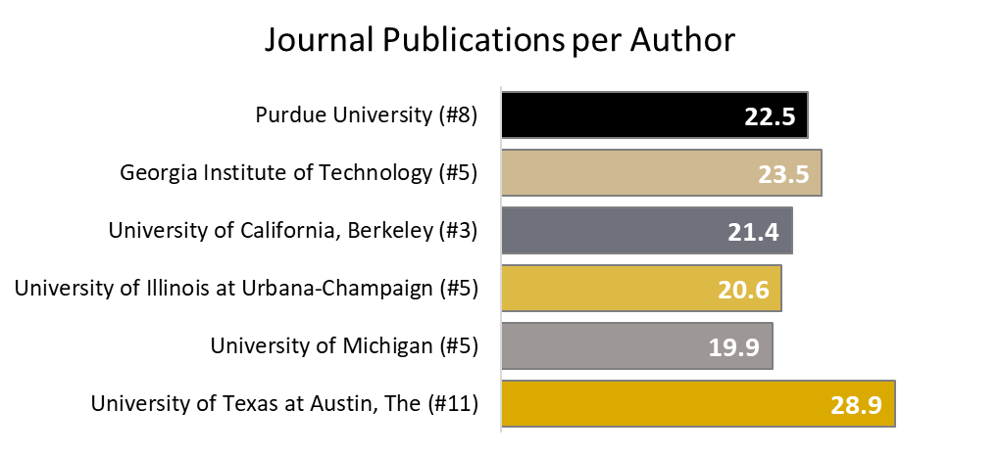 Journal Publications per Author
Purdue University (#8)
22.5
Georgia Institute of Technology (#5)
23.5
University of California, Berkeley (#3)
21.4
University of Illinois at Urbana-Champaign (#5)
20.6
University of Michigan (#5)
19.9
University of Texas at Austin, The (#11)
28.9